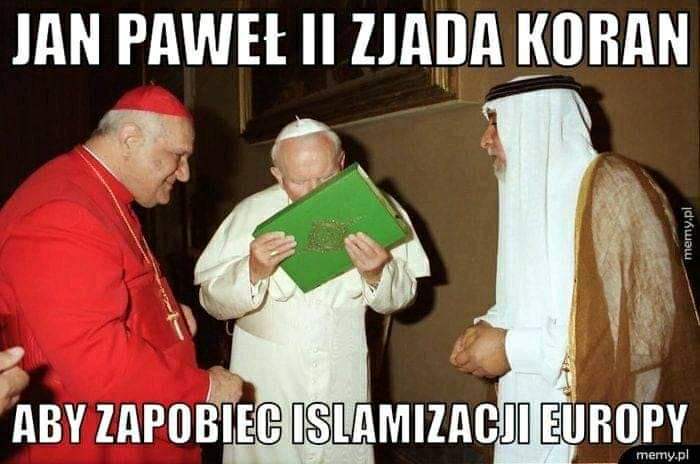 JAN PAWEŁ II ZJADA KORAN
memy.pl
ABY ZAPOBIEC ISLAMIZACJI EUROPY
memy.pl